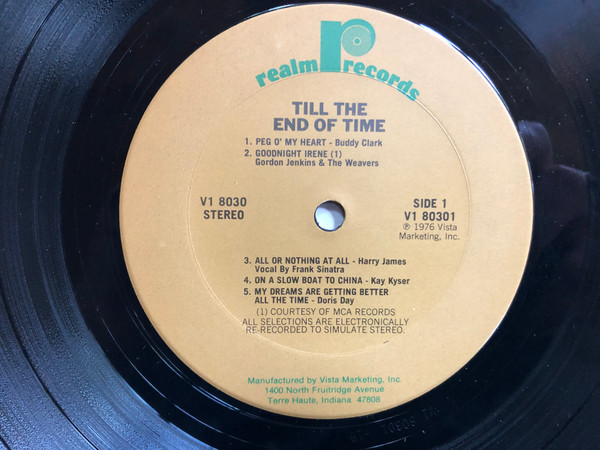 realm records
TILL THE
END OF TIME
1. PEG O' MY HEART - Buddy Clark
2. GOODNIGHT IRENE (1)
Gordon Jenkins & The Weavers
V1 8030
STEREO
SIDE 1
V1 80301
℗ 1976 Vista
Marketing, Inc.
3. ALL OR NOTHING AT ALL - Harry James
Vocal By Frank Sinatra
4. ON A SLOW BOAT TO CHINA - Kay Kyser
5. MY DREAMS ARE GETTING BETTER
ALL THE TIME - Doris Day
(1) COURTESY OF MCA RECORDS
ALL SELECTIONS ARE ELECTRONICALLY
RE-RECORDED TO SIMULATE STEREO.
Manufactured by Vista Marketing, Inc.
1400 North Fruitridge Avenue
Terre Haute, Indiana 47808